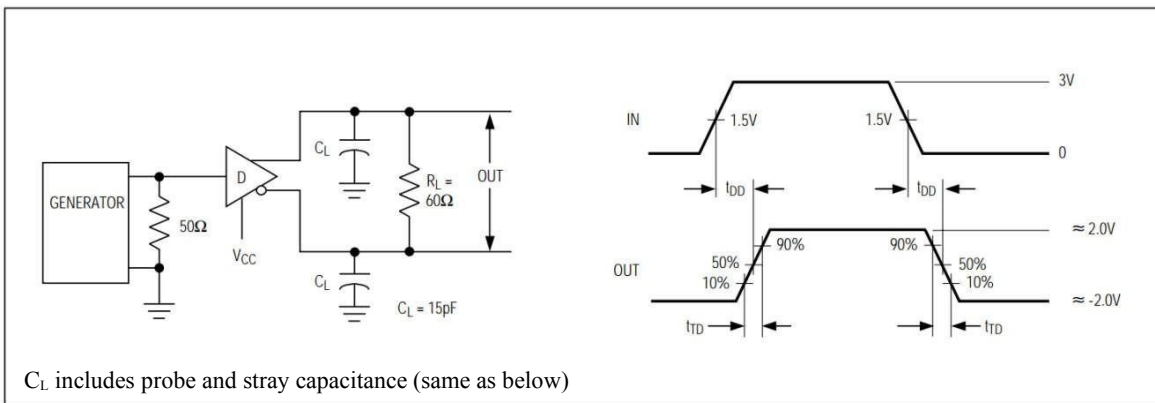 GENERATOR
50Ω
D
VCC
CL
CL
RL =
60Ω
OUT
CL = 15pF
IN
1.5V
1.5V
3V
0
tDD
tDD
OUT
90%
50%
10%
90%
50%
10%
≈ 2.0V
≈ -2.0V
tTD
tTD
CL includes probe and stray capacitance (same as below)